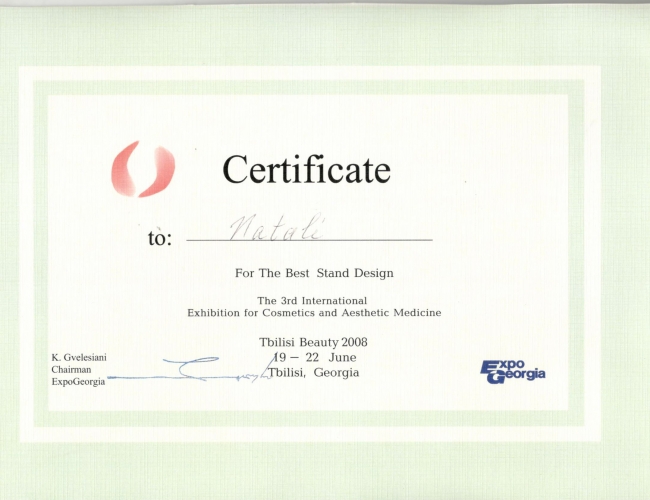 Certificate
to: Natali
For The Best Stand Design
The 3rd International
Exhibition for Cosmetics and Aesthetic Medicine
Tbilisi Beauty 2008
19 – 22 June
Tbilisi, Georgia
K. Gvelesiani
Chairman
ExpoGeorgia
Expo
Georgia